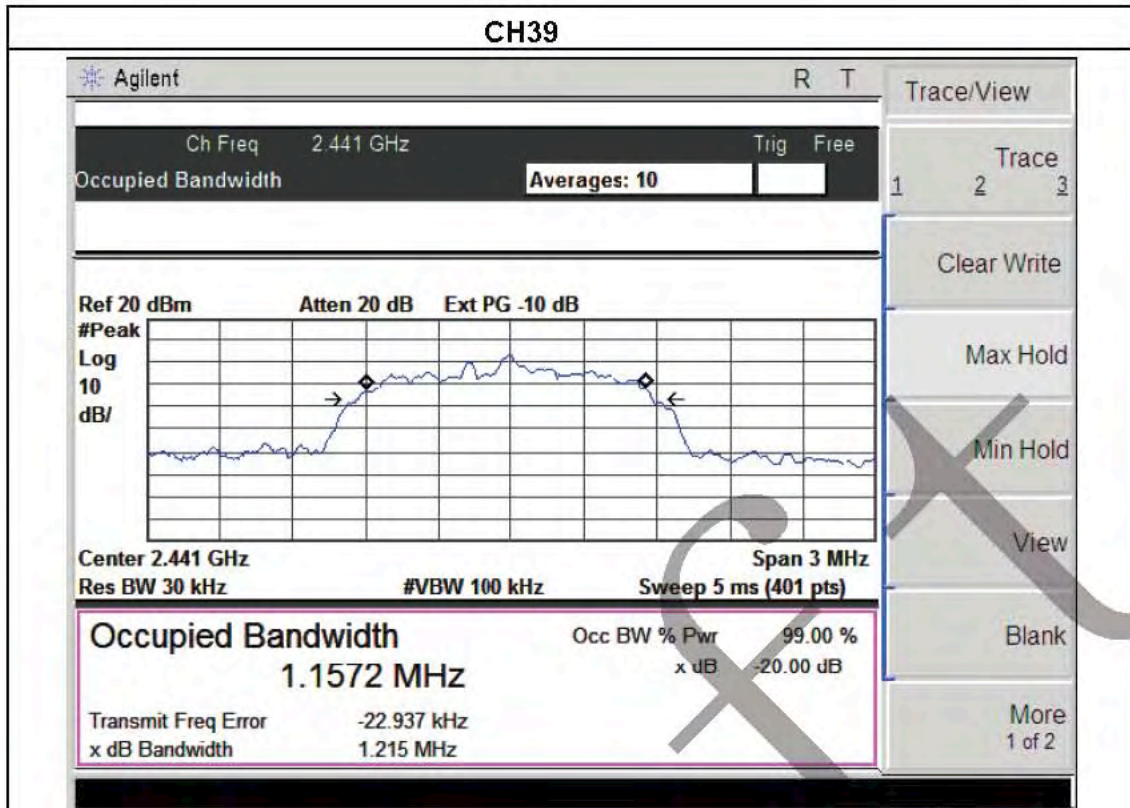 CH39
Agilent
R T
Trace/View
Ch Freq 2.441 GHz
Trig Free
Occupied Bandwidth
Averages: 10
Trace
1 2 3
Clear Write
Max Hold
Min Hold
View
Blank
More
1 of 2
Ref 20 dBm Atten 20 dB Ext PG -10 dB
#Peak
Log
10
dB/
Center 2.441 GHz
Span 3 MHz
Res BW 30 kHz #VBW 100 kHz Sweep 5 ms (401 pts)
Occupied Bandwidth
1.1572 MHz
Occ BW % Pwr 99.00 %
x dB -20.00 dB
Transmit Freq Error -22.937 kHz
x dB Bandwidth 1.215 MHz